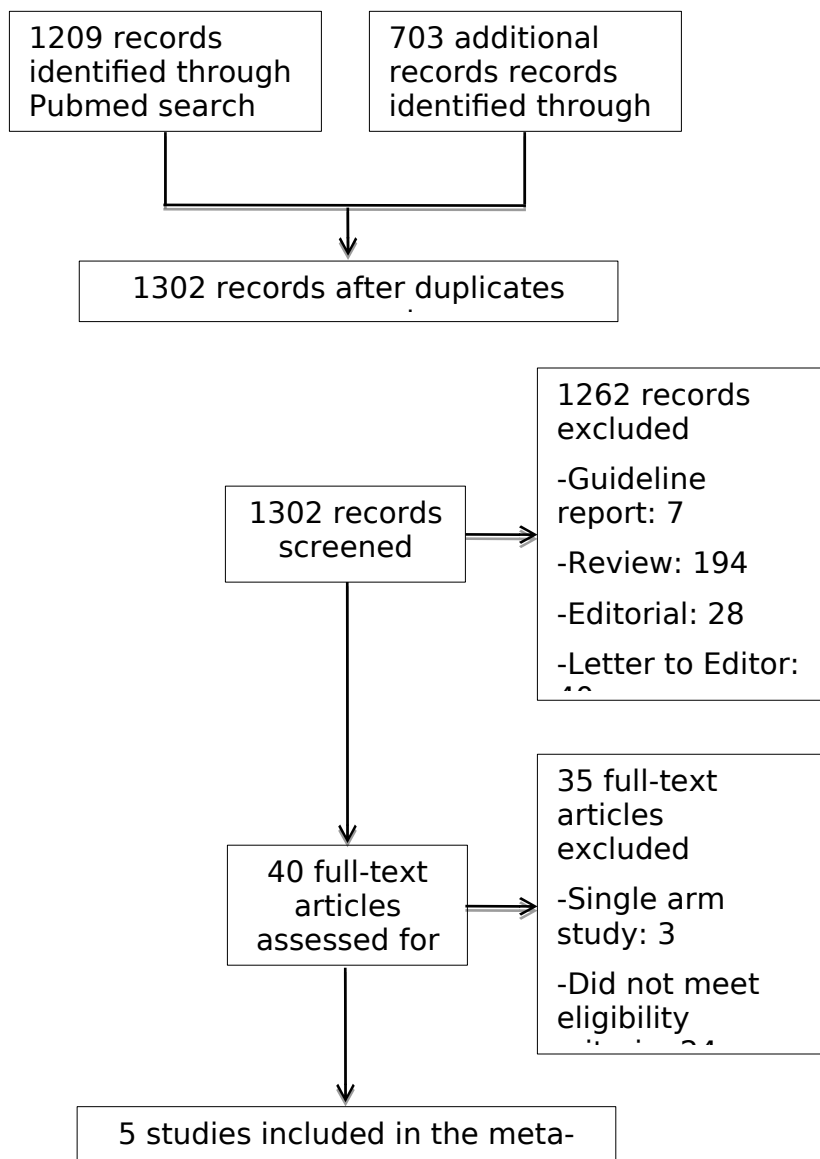 1209 records
identified through
Pubmed search
703 additional
records records
identified through
1302 records after duplicates
1302 records
screened
1262 records
excluded
-Guideline
report: 7
-Review: 194
-Editorial: 28
-Letter to Editor:
40 full-text
articles
assessed for
35 full-text
articles
excluded
-Single arm
study: 3
-Did not meet
eligibility
5 studies included in the meta-